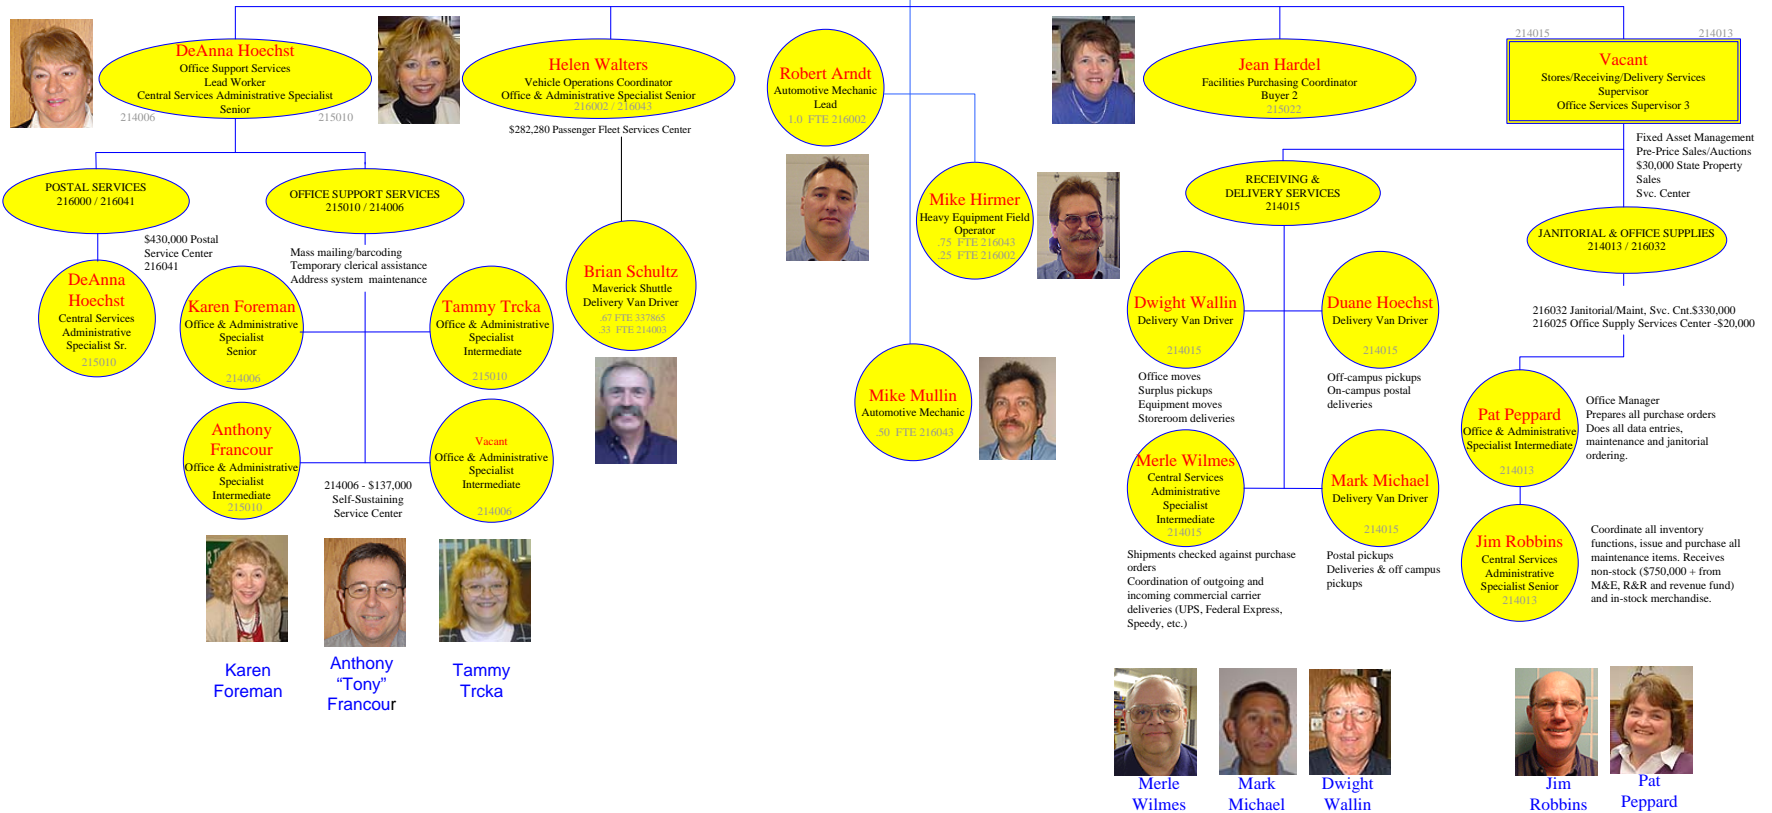 DeAnna Hoechst
Office Support Services
Lead Worker
Central Services Administrative Specialist
Senior
214006
215010
Helen Walters
Vehicle Operations Coordinator
Office & Administrative Specialist Senior
216002 / 216043
$282,280 Passenger Fleet Services Center
Robert Arndt
Automotive Mechanic
Lead
1.0 FTE 216002
Jean Hardel
Facilities Purchasing Coordinator
Buyer 2
215022
214015
214013
Vacant
Stores/Receiving/Delivery Services
Supervisor
Office Services Supervisor 3
Fixed Asset Management
Pre-Price Sales/Auctions
$30,000 State Property
Sales
Svc. Center
POSTAL SERVICES
216000 / 216041
OFFICE SUPPORT SERVICES
215010 / 214006
$430,000 Postal
Service Center
216041
Mass mailing/barcoding
Temporary clerical assistance
Address system maintenance
DeAnna
Hoechst
Central Services
Administrative
Specialist Sr.
215010
Karen Foreman
Office & Administrative
Specialist
Senior
214006
Tammy Trcka
Office & Administrative
Specialist
Intermediate
215010
Anthony
Francour
Office & Administrative
Specialist
Intermediate
215010
Vacant
Office & Administrative
Specialist
Intermediate
214006
214006 - $137,000
Self-Sustaining
Service Center
Brian Schultz
Maverick Shuttle
Delivery Van Driver
.67 FTE 337865
.33 FTE 214003
Mike Hirmer
Heavy Equipment Field
Operator
.75 FTE 216043
.25 FTE 216002
Mike Mullin
Automotive Mechanic
.50 FTE 216043
RECEIVING &
DELIVERY SERVICES
214015
JANITORIAL & OFFICE SUPPLIES
214013 / 216032
Dwight Wallin
Delivery Van Driver
214015
Office moves
Surplus pickups
Equipment moves
Storeroom deliveries
Duane Hoechst
Delivery Van Driver
214015
Off-campus pickups
On-campus postal
deliveries
Merle Wilmes
Central Services
Administrative
Specialist
Intermediate
214015
Shipments checked against purchase
orders
Coordination of outgoing and
incoming commercial carrier
deliveries (UPS, Federal Express,
Speedy, etc.)
Mark Michael
Delivery Van Driver
214015
Postal pickups
Deliveries & off campus
pickups
216032 Janitorial/Maint, Svc. Cnt.$330,000
216025 Office Supply Services Center -$20,000
Pat Peppard
Office & Administrative
Specialist Intermediate
214013
Office Manager
Prepares all purchase orders
Does all data entries,
maintenance and janitorial
ordering.
Jim Robbins
Central Services
Administrative
Specialist Senior
214013
Coordinate all inventory
functions, issue and purchase all
maintenance items. Receives
non-stock ($750,000 + from
M&E, R&R and revenue fund)
and in-stock merchandise.
Karen
Foreman
Anthony
“Tony”
Francour
Tammy
Trcka
Merle
Wilmes
Mark
Michael
Dwight
Wallin
Jim
Robbins
Pat
Peppard